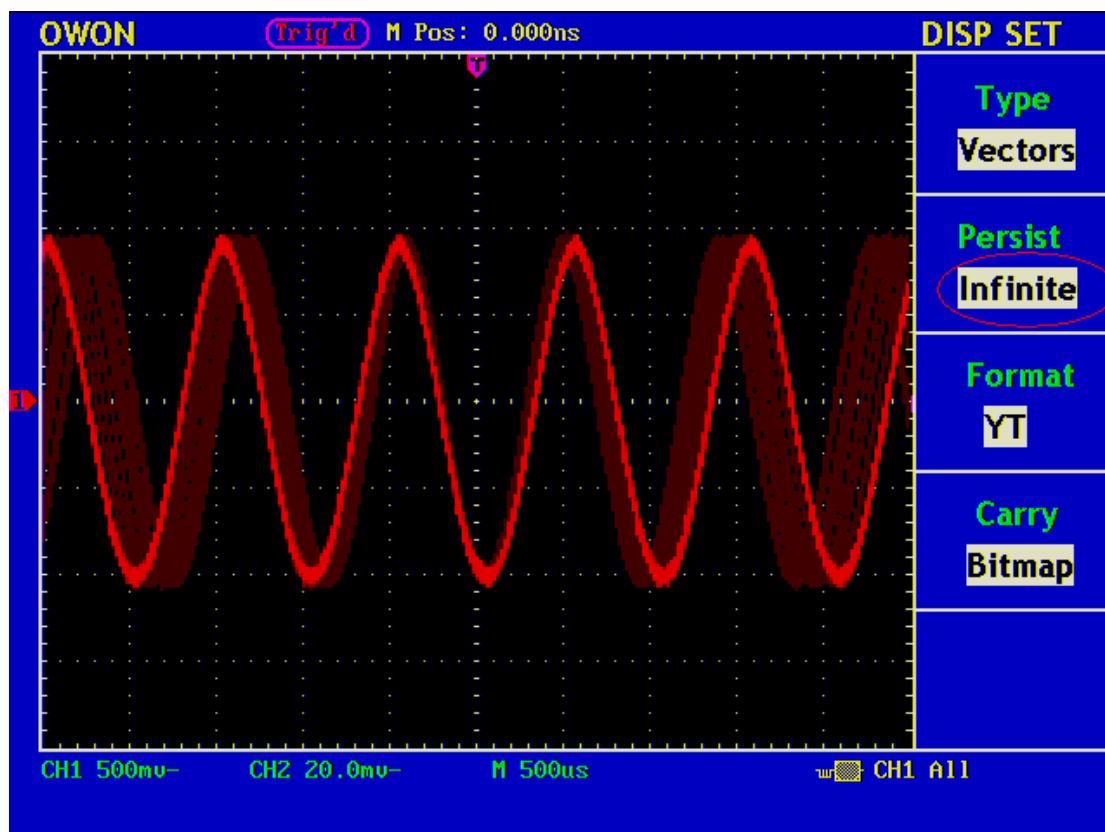 OWON Trig'd M Pos: 0.000ns DISP SET
T
Type
Vectors
Persist
Infinite
Format
YT
1
Carry
Bitmap
CH1 500mv- CH2 20.0mv- M 500us CH1 All